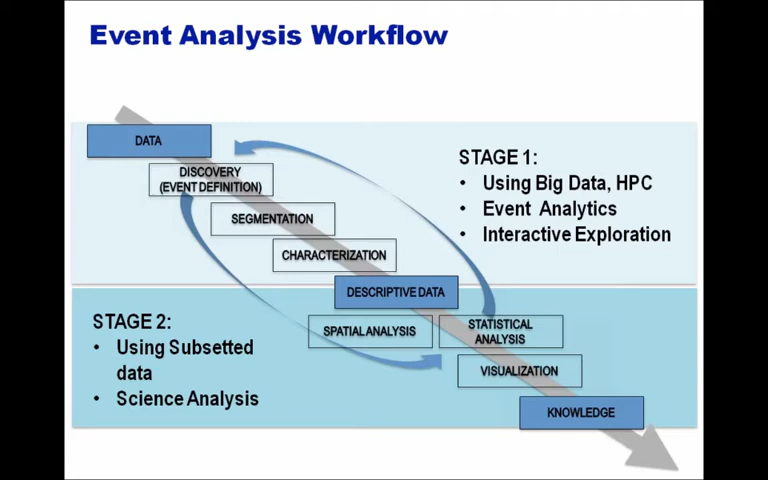 Event Analysis Workflow
DATA
DISCOVERY
(EVENT DEFINITION)
SEGMENTATION
CHARACTERIZATION
DESCRIPTIVE DATA
STAGE 1:
• Using Big Data, HPC
• Event Analytics
• Interactive Exploration
STAGE 2:
• Using Subsetted
data
• Science Analysis
SPATIAL ANALYSIS
STATISTICAL
ANALYSIS
VISUALIZATION
KNOWLEDGE